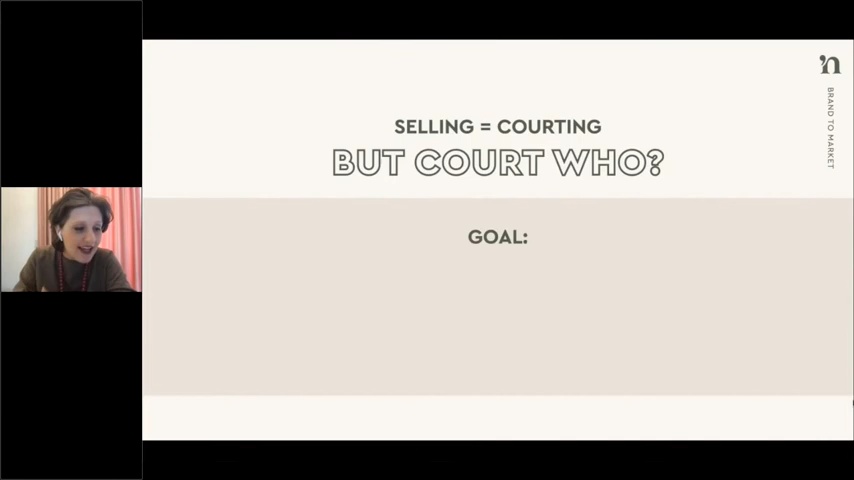 SELLING = COURTING
BUT COURT WHO?
GOAL:
'n
BRAND TO MARKET